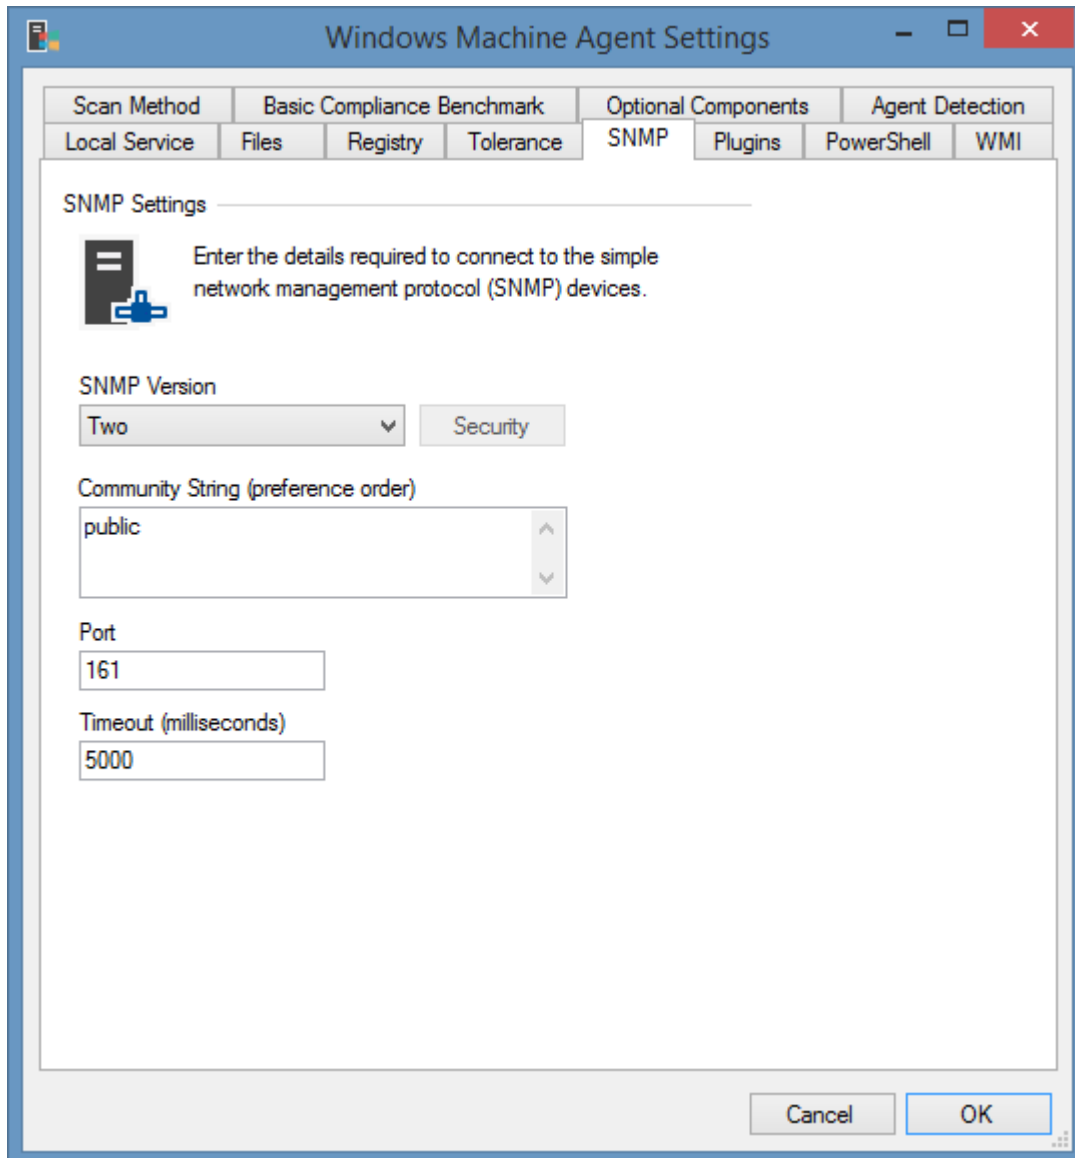 Windows Machine Agent Settings
Scan Method Basic Compliance Benchmark Optional Components Agent Detection
Local Service Files Registry Tolerance SNMP Plugins PowerShell WMI
SNMP Settings
Enter the details required to connect to the simple
network management protocol (SNMP) devices.
SNMP Version
Two Security
Community String (preference order)
public
Port
161
Timeout (milliseconds)
5000
Cancel OK